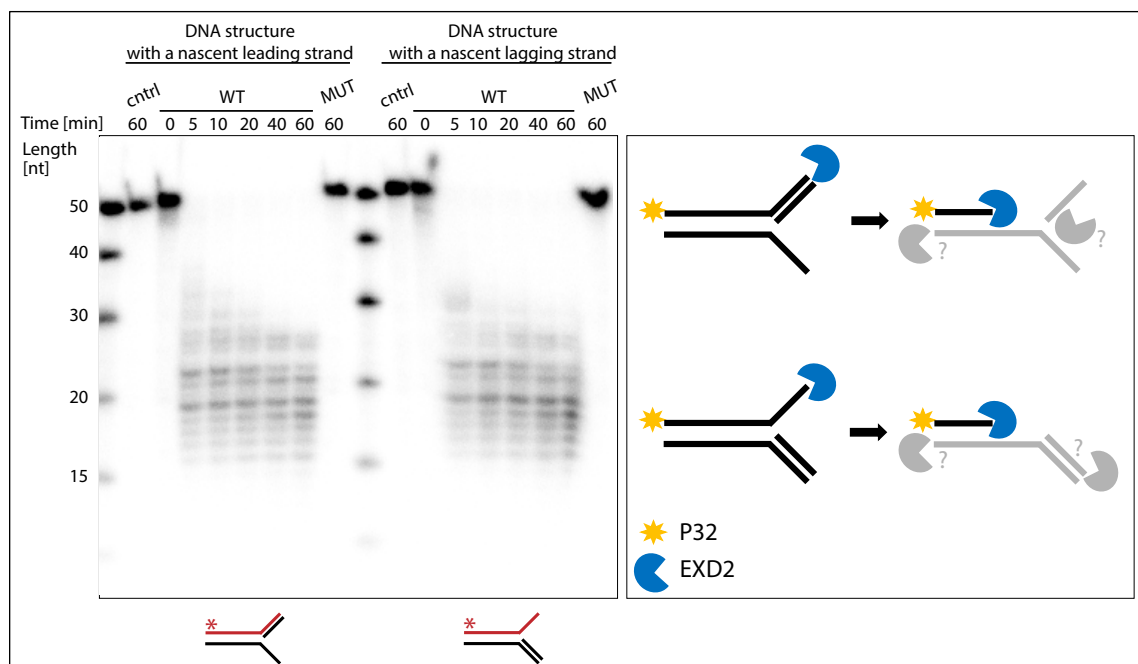 DNA structure
with a nascent leading strand
DNA structure
with a nascent lagging strand
cntrl WT MUT cntrl WT MUT
Time [min] 60 0 5 10 20 40 60 60 60 0 5 10 20 40 60 60
Length
[nt]
50
40
30
20
15
?
?
?
?
P32
EXD2
*
*